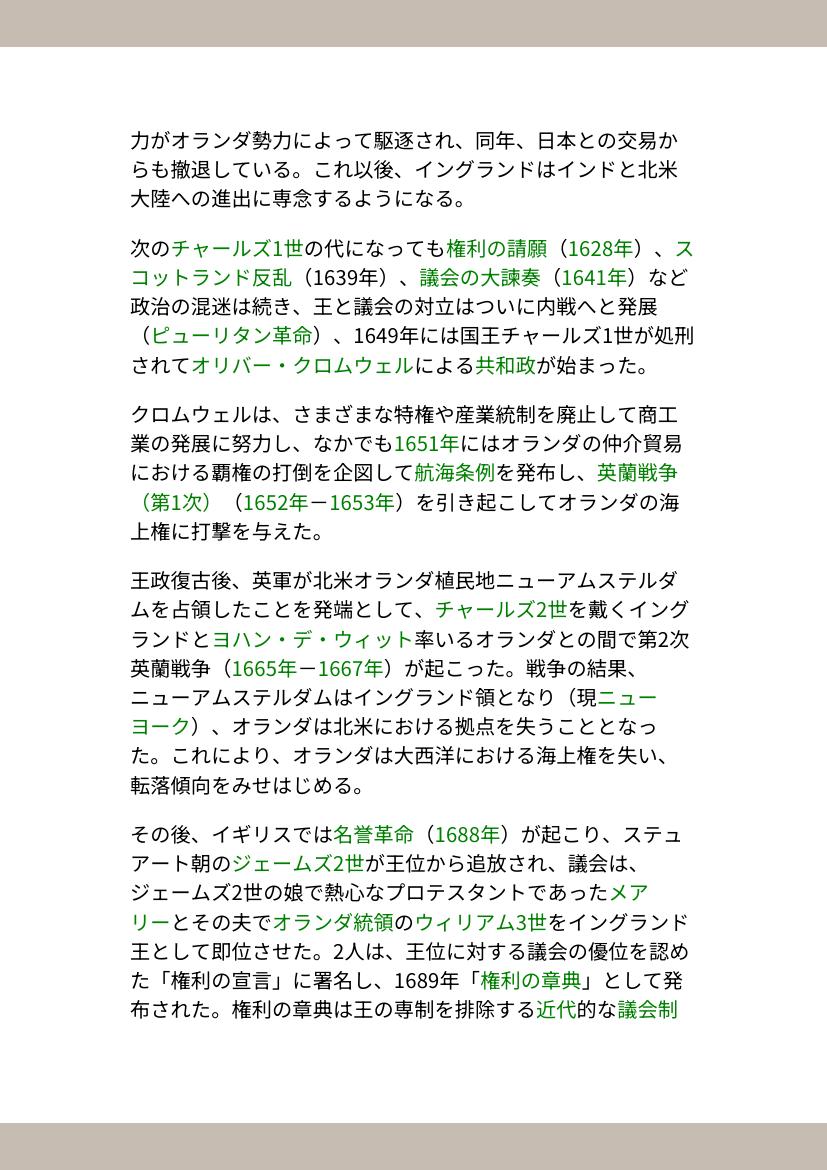 力がオランダ勢力によって駆逐され、同年、日本との交易か
らも撤退している。これ以後、イングランドはインドと北米
大陸への進出に専念するようになる。
次のチャールズ1世の代になっても権利の請願（1628年）、ス
コットランド反乱（1639年）、議会の大諫奏（1641年）など
政治の混迷は続き、王と議会の対立はついに内戦へと発展
（ピューリタン革命）、1649年には国王チャールズ1世が処刑
されてオリバー・クロムウェルによる共和政が始まった。
クロムウェルは、さまざまな特権や産業統制を廃止して商工
業の発展に努力し、なかでも1651年にはオランダの仲介貿易
における覇権の打倒を企図して航海条例を発布し、英蘭戦争
（第1次）（1652年－1653年）を引き起こしてオランダの海
上権に打撃を与えた。
王政復古後、英軍が北米オランダ植民地ニューアムステルダ
ムを占領したことを発端として、チャールズ2世を戴くイング
ランドとヨハン・デ・ウィット率いるオランダとの間で第2次
英蘭戦争（1665年－1667年）が起こった。戦争の結果、
ニューアムステルダムはイングランド領となり（現ニュー
ヨーク）、オランダは北米における拠点を失うこととなっ
た。これにより、オランダは大西洋における海上権を失い、
転落傾向をみせはじめる。
その後、イギリスでは名誉革命（1688年）が起こり、ステュ
アート朝のジェームズ2世が王位から追放され、議会は、
ジェームズ2世の娘で熱心なプロテスタントであったメア
リーとその夫でオランダ統領のウィリアム3世をイングランド
王として即位させた。2人は、王位に対する議会の優位を認め
た「権利の宣言」に署名し、1689年「権利の章典」として発
布された。権利の章典は王の専制を排除する近代的な議会制